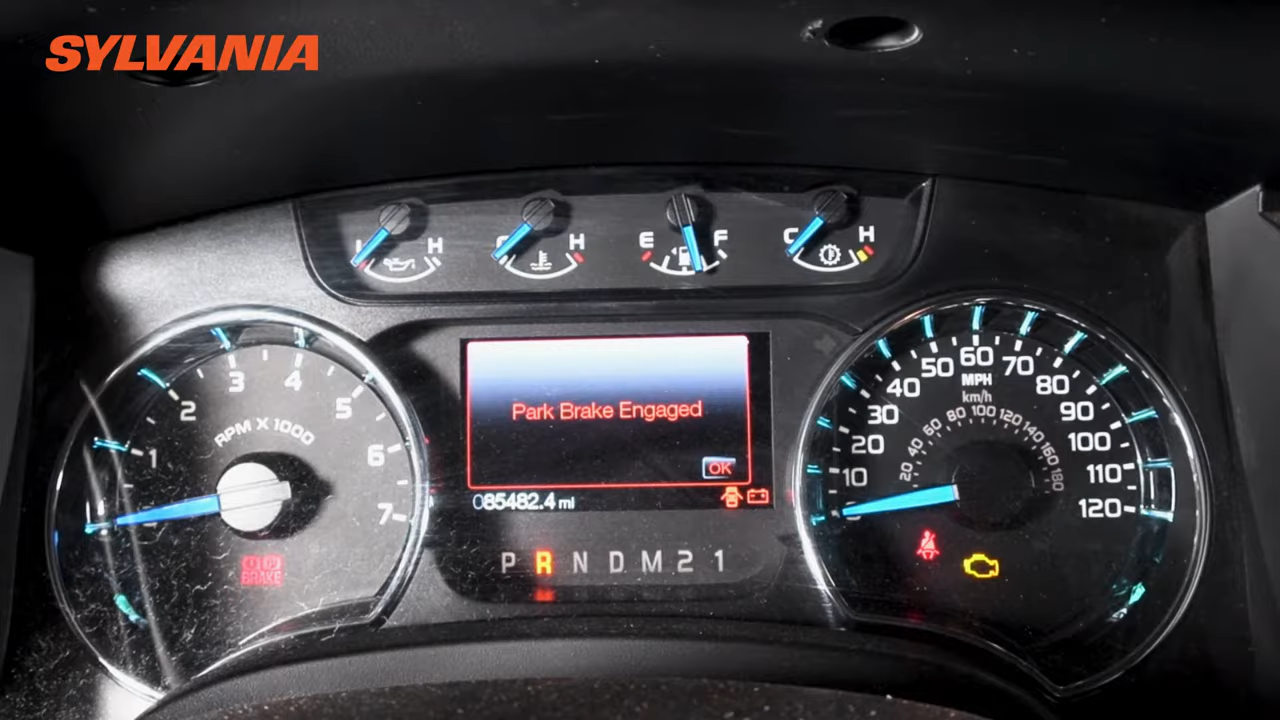 SYLVANIA
H
C H
E F
C H
1 2 3 4 5 6 7
RPM X 1000
BRAKE
Park Brake Engaged
OK
085482.4 mi
P R N D M 2 1
10 20 30 40 50 60 70 80 90 100 110 120
MPH
km/h
20 40 60 80 100 120 140 160 180